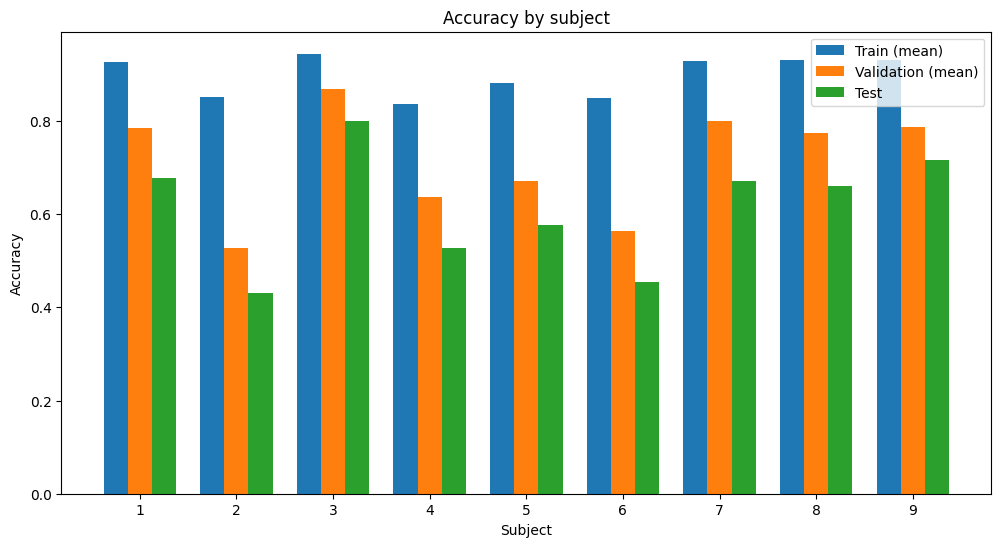 Accuracy by subject
Train (mean)
Validation (mean)
Test
Accuracy
0.8
0.6
0.4
0.2
0.0
1 2 3 4 5 6 7 8 9
Subject